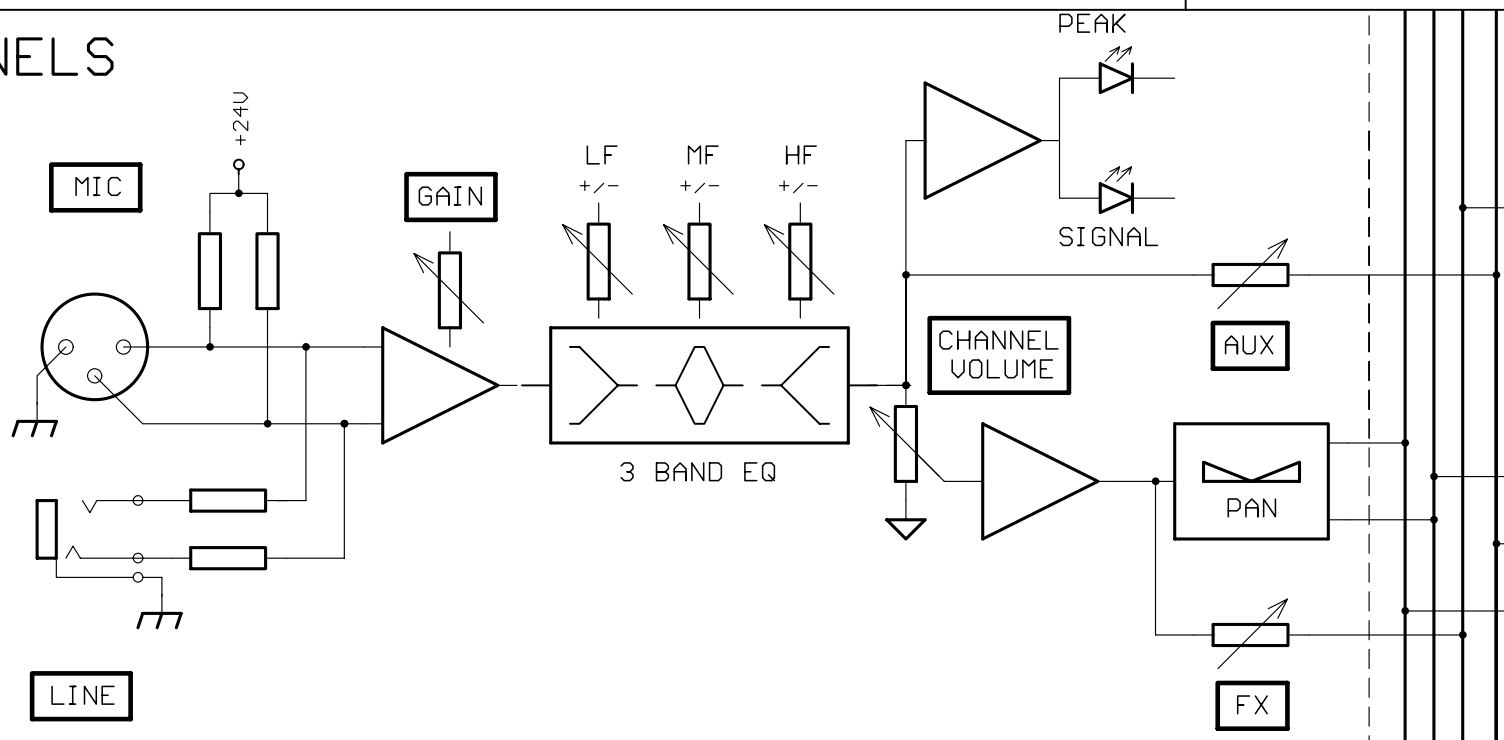 PEAK
NELS
+24V
MIC
GAIN
LF
MF
HF
+/-
+/-
+/-
SIGNAL
CHANNEL
VOLUME
AUX
3 BAND EQ
PAN
LINE
FX